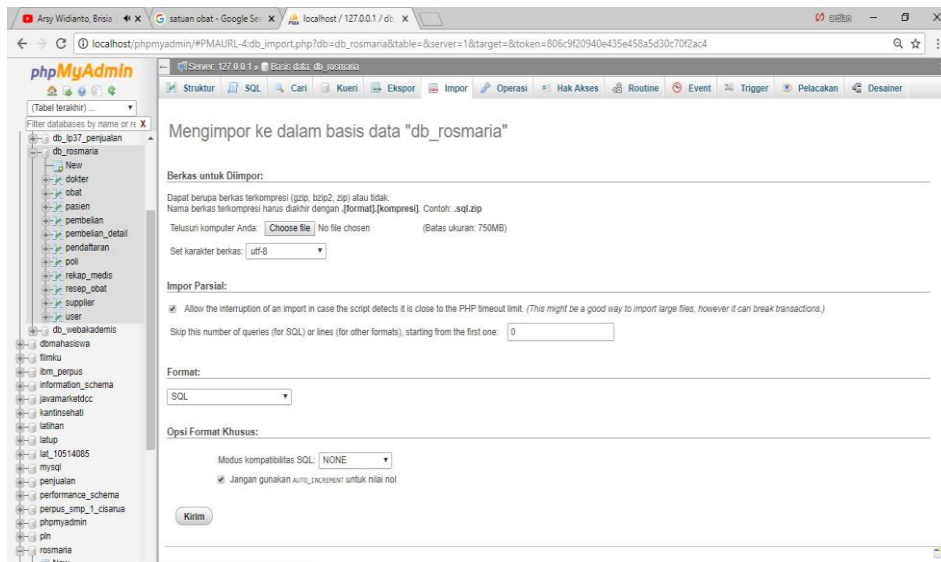 Arsy Widianto, Brisia
satuan obat - Google Se
localhost / 127.0.0.1 / db_
localhost/phpmyadmin/#PMAURL-4:db_import.php?db=db_rosmaria&table=&server=1&target=&token=806c9f20940e435e458a5d30c70f2ac4
phpMyAdmin
(Tabel terakhir) ...
Filter databases by name or re X
db_lp37_penjualan
db_rosmaria
New
dokter
obat
pasien
pembelian
pembelian_detail
pendaftaran
poli
rekap_medis
resep_obat
supplier
user
db_webakademis
dbmahasiswa
filmku
ibm_perpus
information_schema
javamarketdcc
kantinsehati
latihan
latup
lat_10514085
mysql
penjualan
performance_schema
perpus_smp_1_cisarua
phpmyadmin
pln
rosmaria
New
Server: 127.0.0.1 » Basis data: db_rosmaria
Struktur SQL Cari Kueri Ekspor Impor Operasi Hak Akses Routine Event Trigger Pelacakan Desainer
Mengimpor ke dalam basis data "db_rosmaria"
Berkas untuk Diimpor:
Dapat berupa berkas terkompresi (gzip, bzip2, zip) atau tidak.
Nama berkas terkompresi harus diakhir dengan .[format].[kompresi]. Contoh: .sql.zip
Telusuri komputer Anda: Choose file No file chosen (Batas ukuran: 750MB)
Set karakter berkas: utf-8
Impor Parsial:
Allow the interruption of an import in case the script detects it is close to the PHP timeout limit. (This might be a good way to import large files, however it can break transactions.)
Skip this number of queries (for SQL) or lines (for other formats), starting from the first one: 0
Format:
SQL
Opsi Format Khusus:
Modus kompatibilitas SQL: NONE
Jangan gunakan AUTO_INCREMENT untuk nilai nol
Kirim